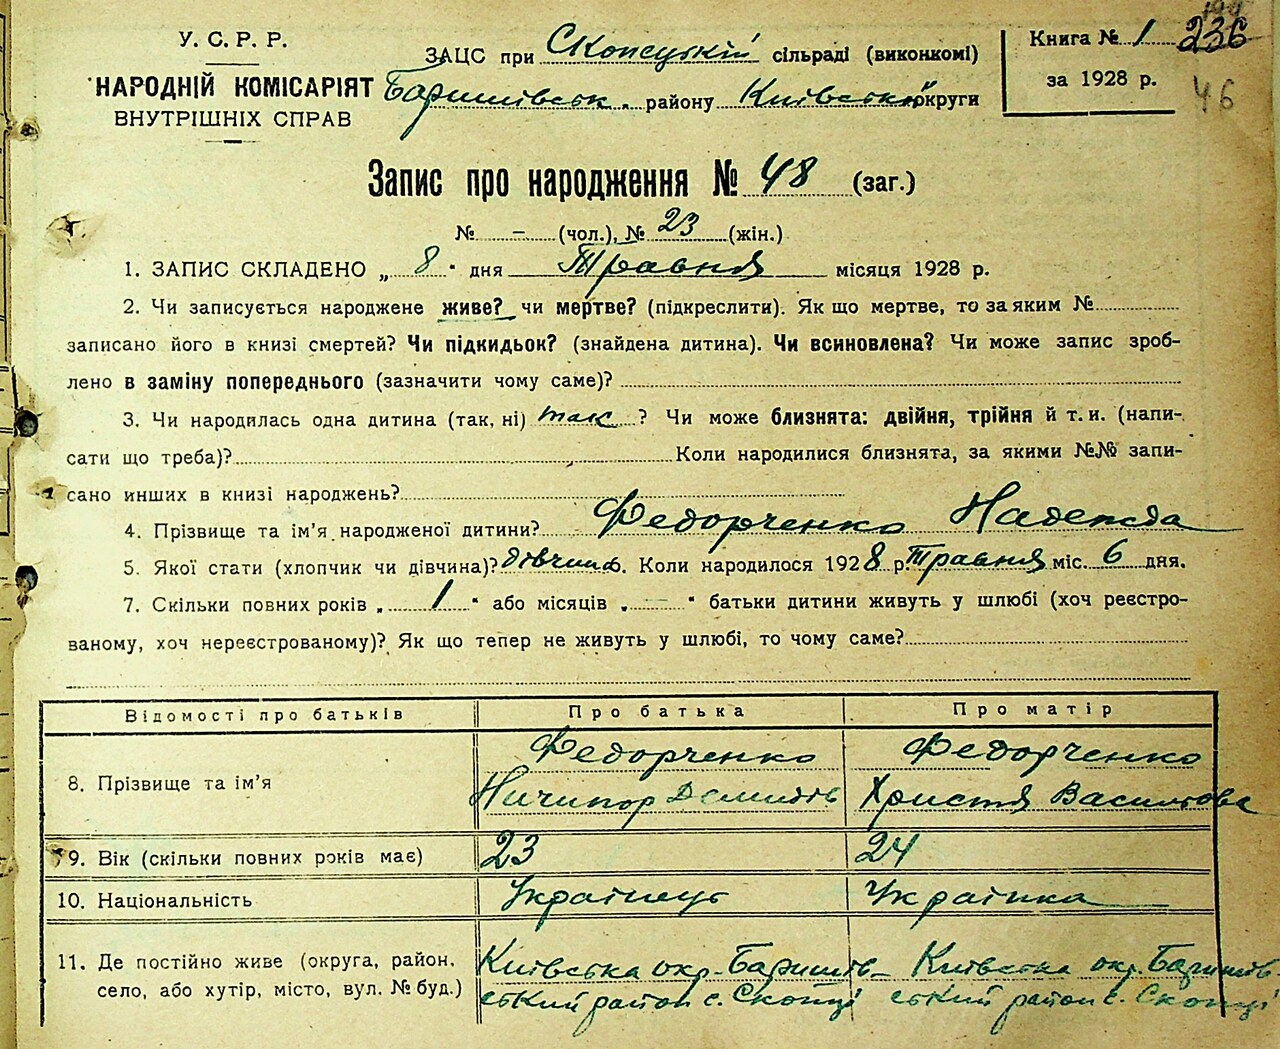 У. С. Р. Р.
НАРОДНІЙ КОМІСАРІЯТ
ВНУТРІШНІХ СПРАВ
ЗАЦС при Скопецькій сільраді (виконкомі)
Баришівськ. району Київської округи
Книга № 1 236
за 1928 р. 46
Запис про народження № 48 (заг.)
№ - (чол.), № 23 (жін.)
1. ЗАПИС СКЛАДЕНО „ 8 " дня Травня місяця 1928 р.
2. Чи записується народжене живе? чи мертве? (підкреслити). Як що мертве, то за яким №
записано його в книзі смертей? Чи підкидьок? (знайдена дитина). Чи всиновлена? Чи може запис зроб-
лено в заміну попереднього (зазначити чому саме)?
3. Чи народилась одна дитина (так, ні) так ? Чи може близнята: двійня, трійня й т. и. (напи-
сати що треба)? Коли народилися близнята, за якими №№ запи-
сано инших в книзі народжень?
4. Прізвище та ім'я народженої дитини? Федорченко Надежда
5. Якої стати (хлопчик чи дівчина)? дівчина. Коли народилося 1928 р. Травня міс. 6 дня.
7. Скільки повних років „ 1 " або місяців „ — " батьки дитини живуть у шлюбі (хоч реєстро-
ваному, хоч нереєстрованому)? Як що тепер не живуть у шлюбі, то чому саме?
Відомості про батьків Про батька Про матір
8. Прізвище та ім'я Федорченко Ничипор Демидів Федорченко Христя Васильова
9. Вік (скільки повних років має) 23 24
10. Національність Українець Українка
11. Де постійно живе (округа, район, Київська окр. Баришів- Київська окр. Баришів-
село, або хутір, місто, вул. № буд.) ський район с. Скопці ський район с. Скопці